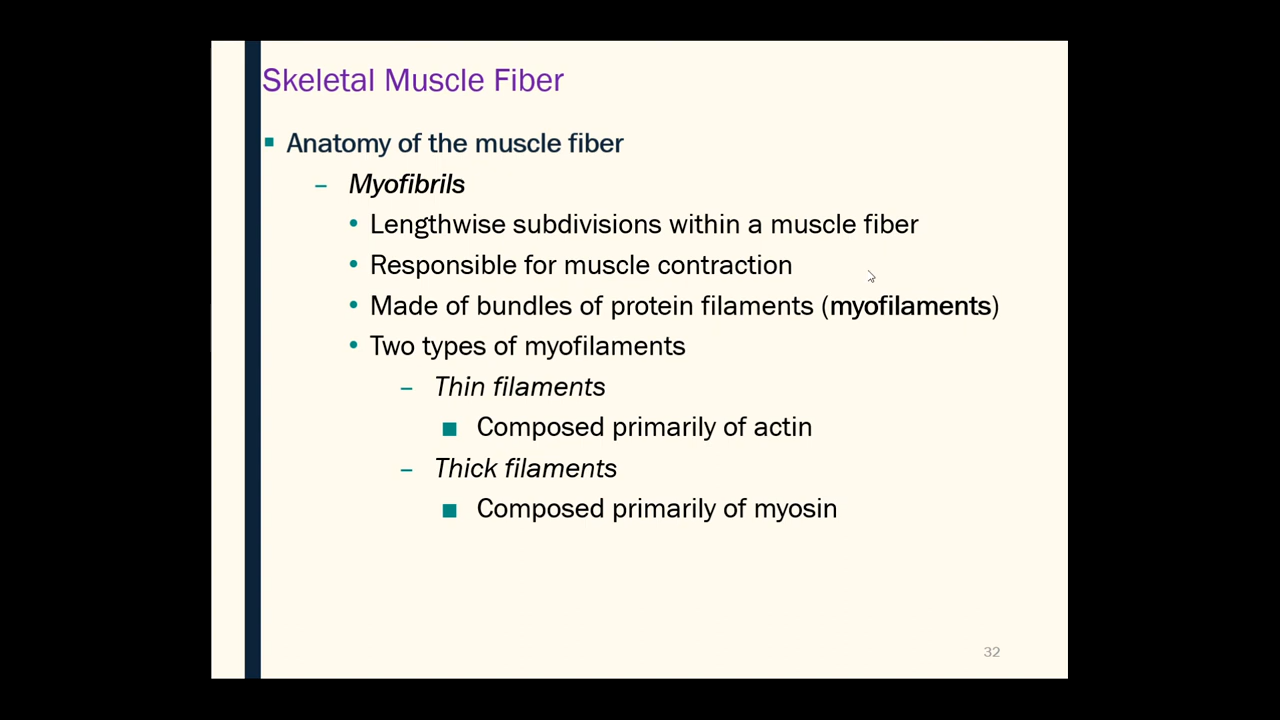 Skeletal Muscle Fiber
▪ Anatomy of the muscle fiber
– Myofibrils
• Lengthwise subdivisions within a muscle fiber
• Responsible for muscle contraction
• Made of bundles of protein filaments (myofilaments)
• Two types of myofilaments
– Thin filaments
■ Composed primarily of actin
– Thick filaments
■ Composed primarily of myosin
32